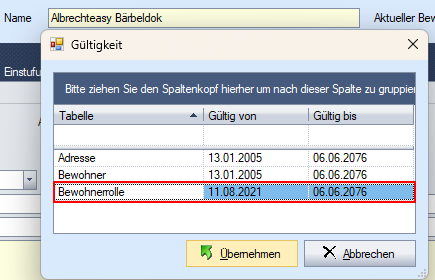 Name Albrechteasy Bärbeldok Aktueller Bew
Gültigkeit
Einstufu
Bitte ziehen Sie den Spaltenkopf hierher um nach dieser Spalte zu gruppier
Tabelle Gültig von Gültig bis
Adresse 13.01.2005 06.06.2076
Bewohner 13.01.2005 06.06.2076
Bewohnerrolle 11.08.2021 06.06.2076
Übernehmen Abbrechen